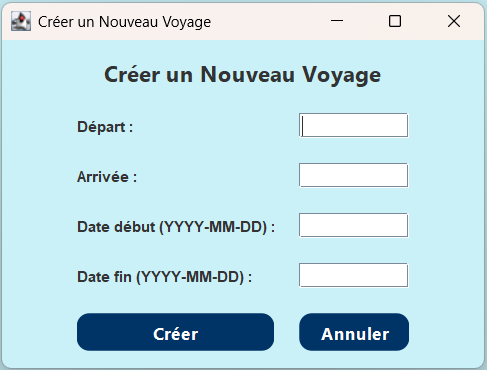 Créer un Nouveau Voyage
Créer un Nouveau Voyage
Départ :
Arrivée :
Date début (YYYY-MM-DD) :
Date fin (YYYY-MM-DD) :
Créer Annuler